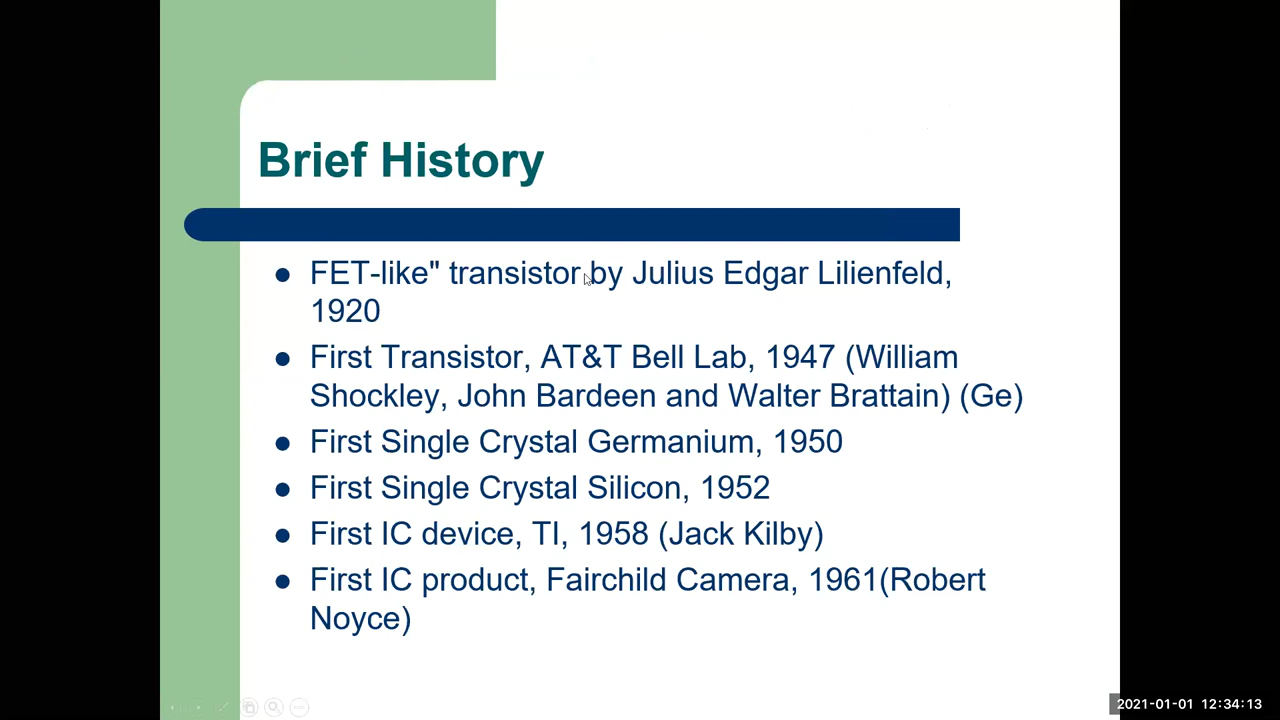 Brief History
FET-like" transistor by Julius Edgar Lilienfeld,
1920
First Transistor, AT&T Bell Lab, 1947 (William
Shockley, John Bardeen and Walter Brattain) (Ge)
First Single Crystal Germanium, 1950
First Single Crystal Silicon, 1952
First IC device, TI, 1958 (Jack Kilby)
First IC product, Fairchild Camera, 1961(Robert
Noyce)
2021-01-01 12:34:13